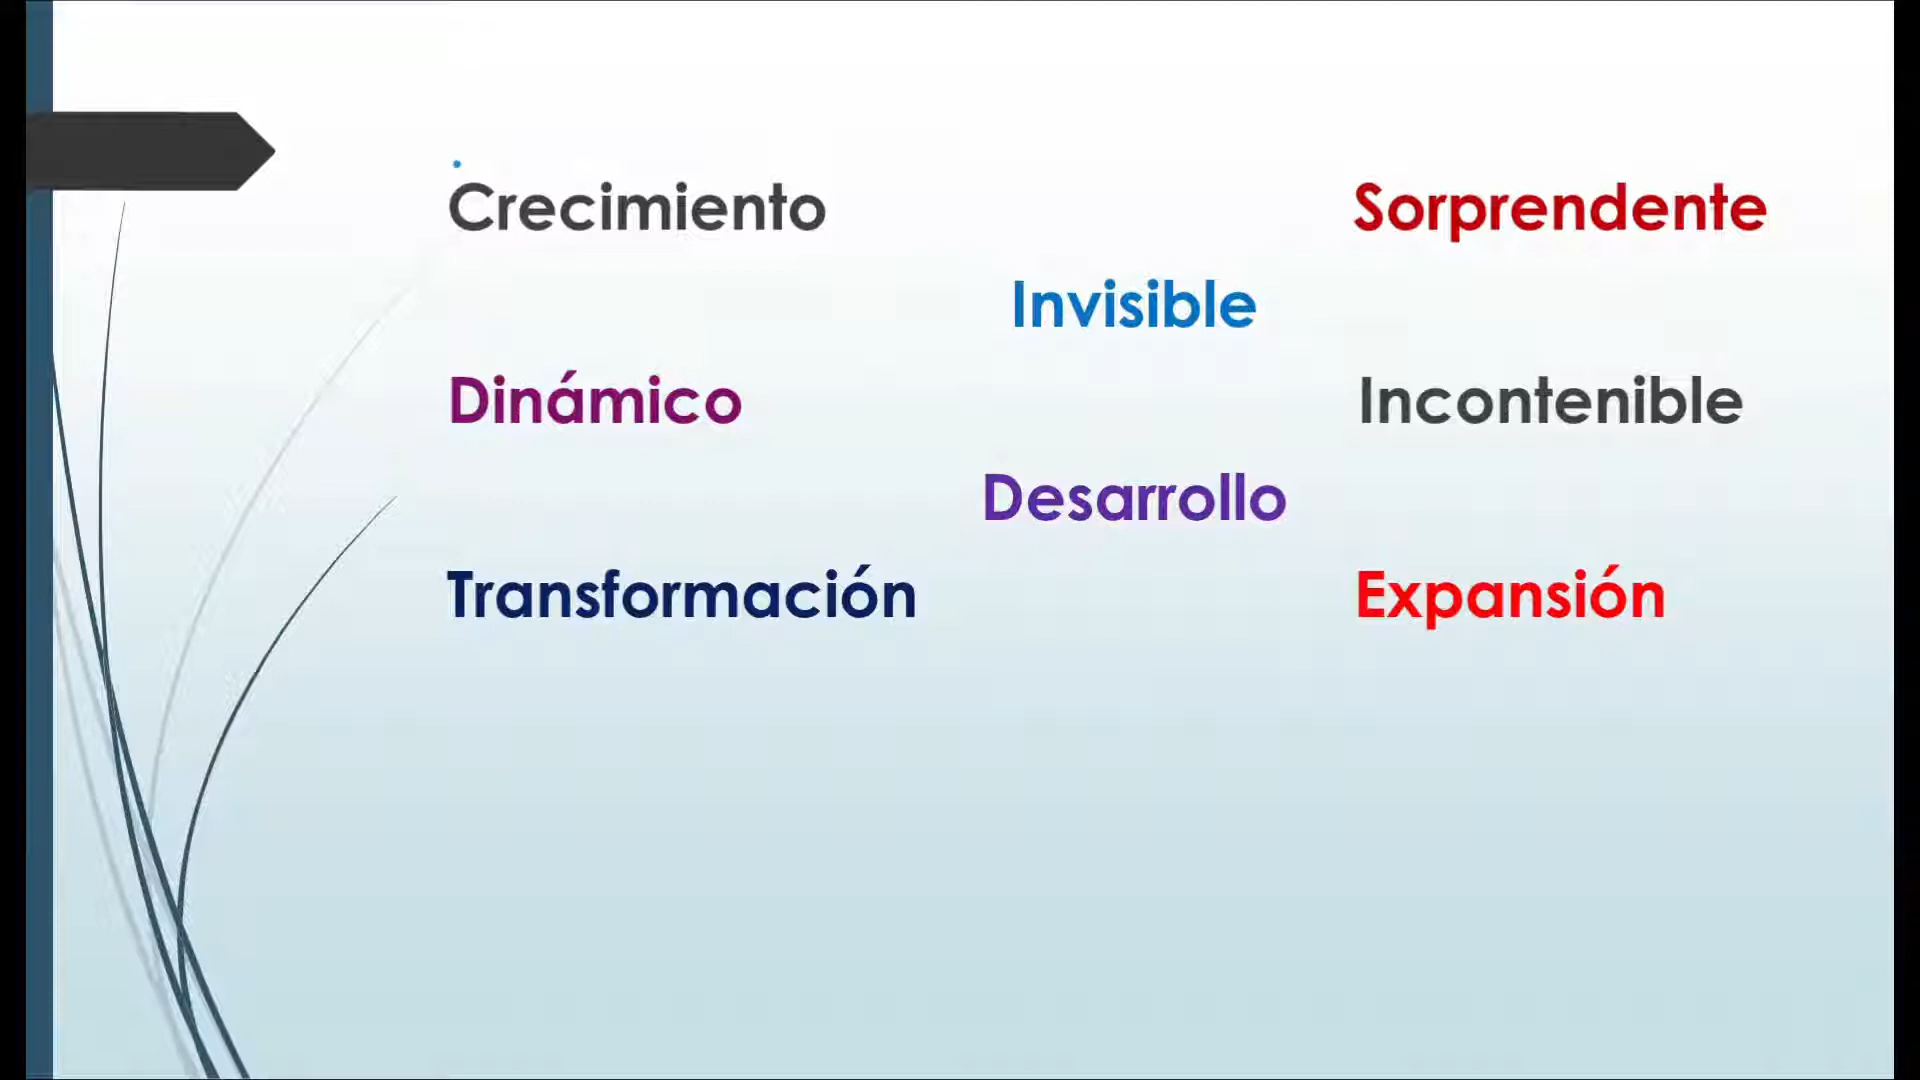 Crecimiento Sorprendente
Invisible
Dinámico Incontenible
Desarrollo
Transformación Expansión